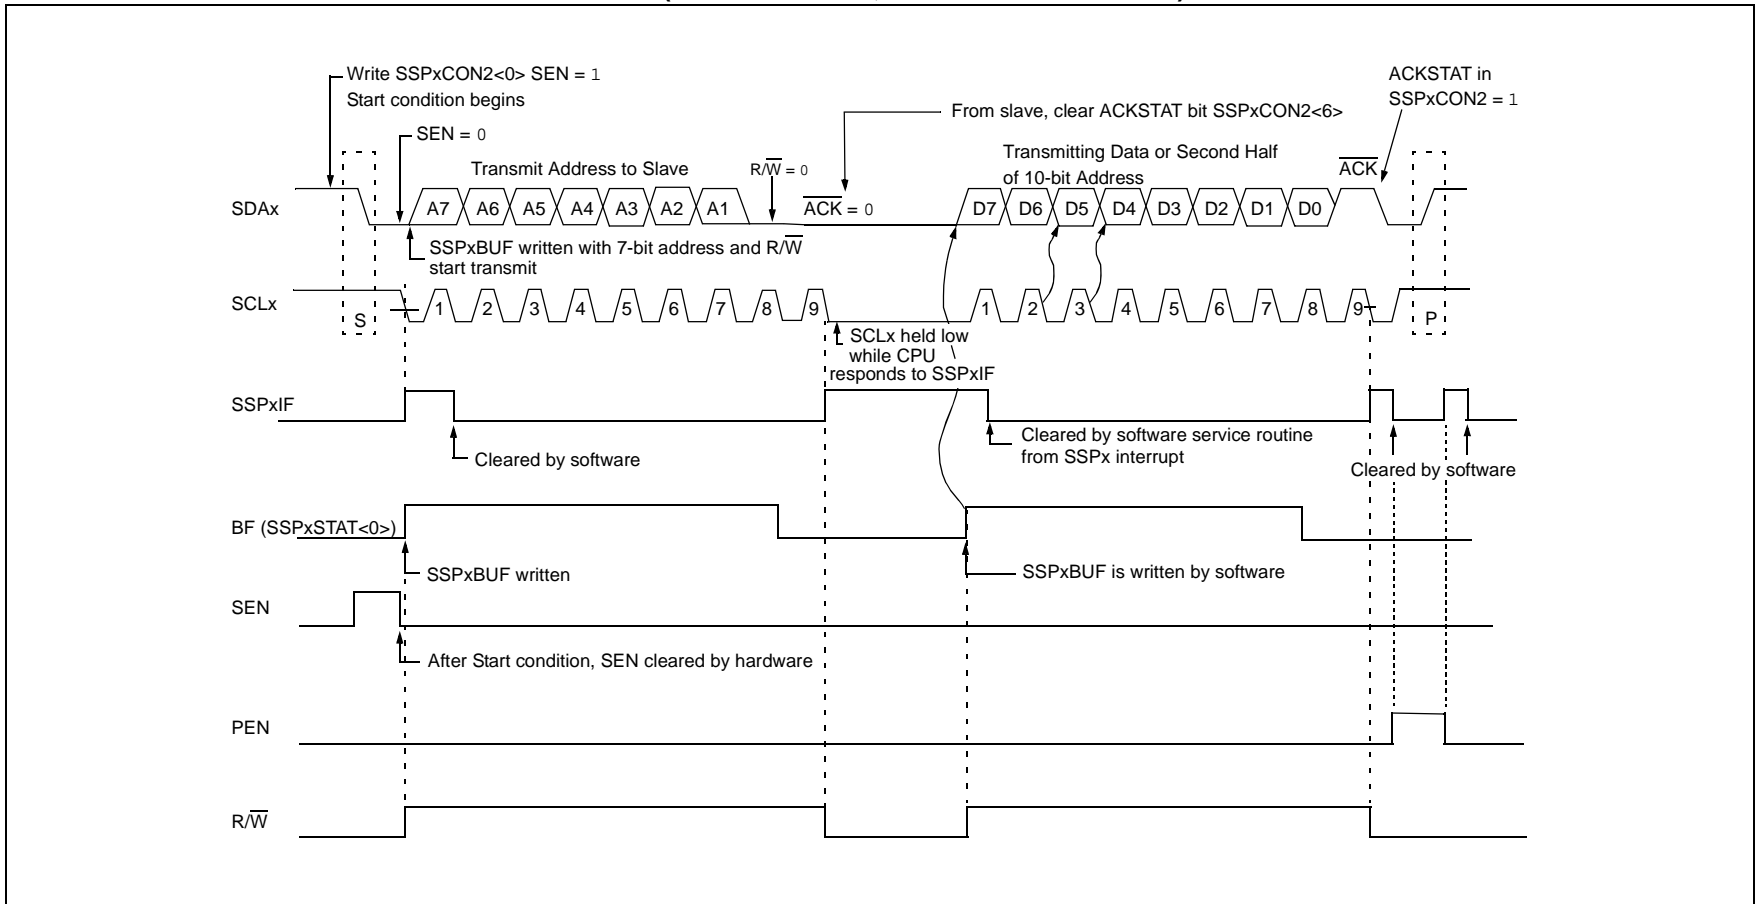 Write SSPxCON2<0> SEN = 1
Start condition begins
ACKSTAT in
SSPxCON2 = 1
From slave, clear ACKSTAT bit SSPxCON2<6>
SEN = 0
Transmit Address to Slave
R/W = 0
Transmitting Data or Second Half
of 10-bit Address
ACK
SDAx
A7 A6 A5 A4 A3 A2 A1
ACK = 0
D7 D6 D5 D4 D3 D2 D1 D0
SSPxBUF written with 7-bit address and R/W
start transmit
SCLx
S
1 2 3 4 5 6 7 8 9
1 2 3 4 5 6 7 8 9
P
SCLx held low
while CPU
responds to SSPxIF
SSPxIF
Cleared by software
Cleared by software service routine
from SSPx interrupt
Cleared by software
BF (SSPxSTAT<0>)
SSPxBUF written
SSPxBUF is written by software
SEN
After Start condition, SEN cleared by hardware
PEN
R/W